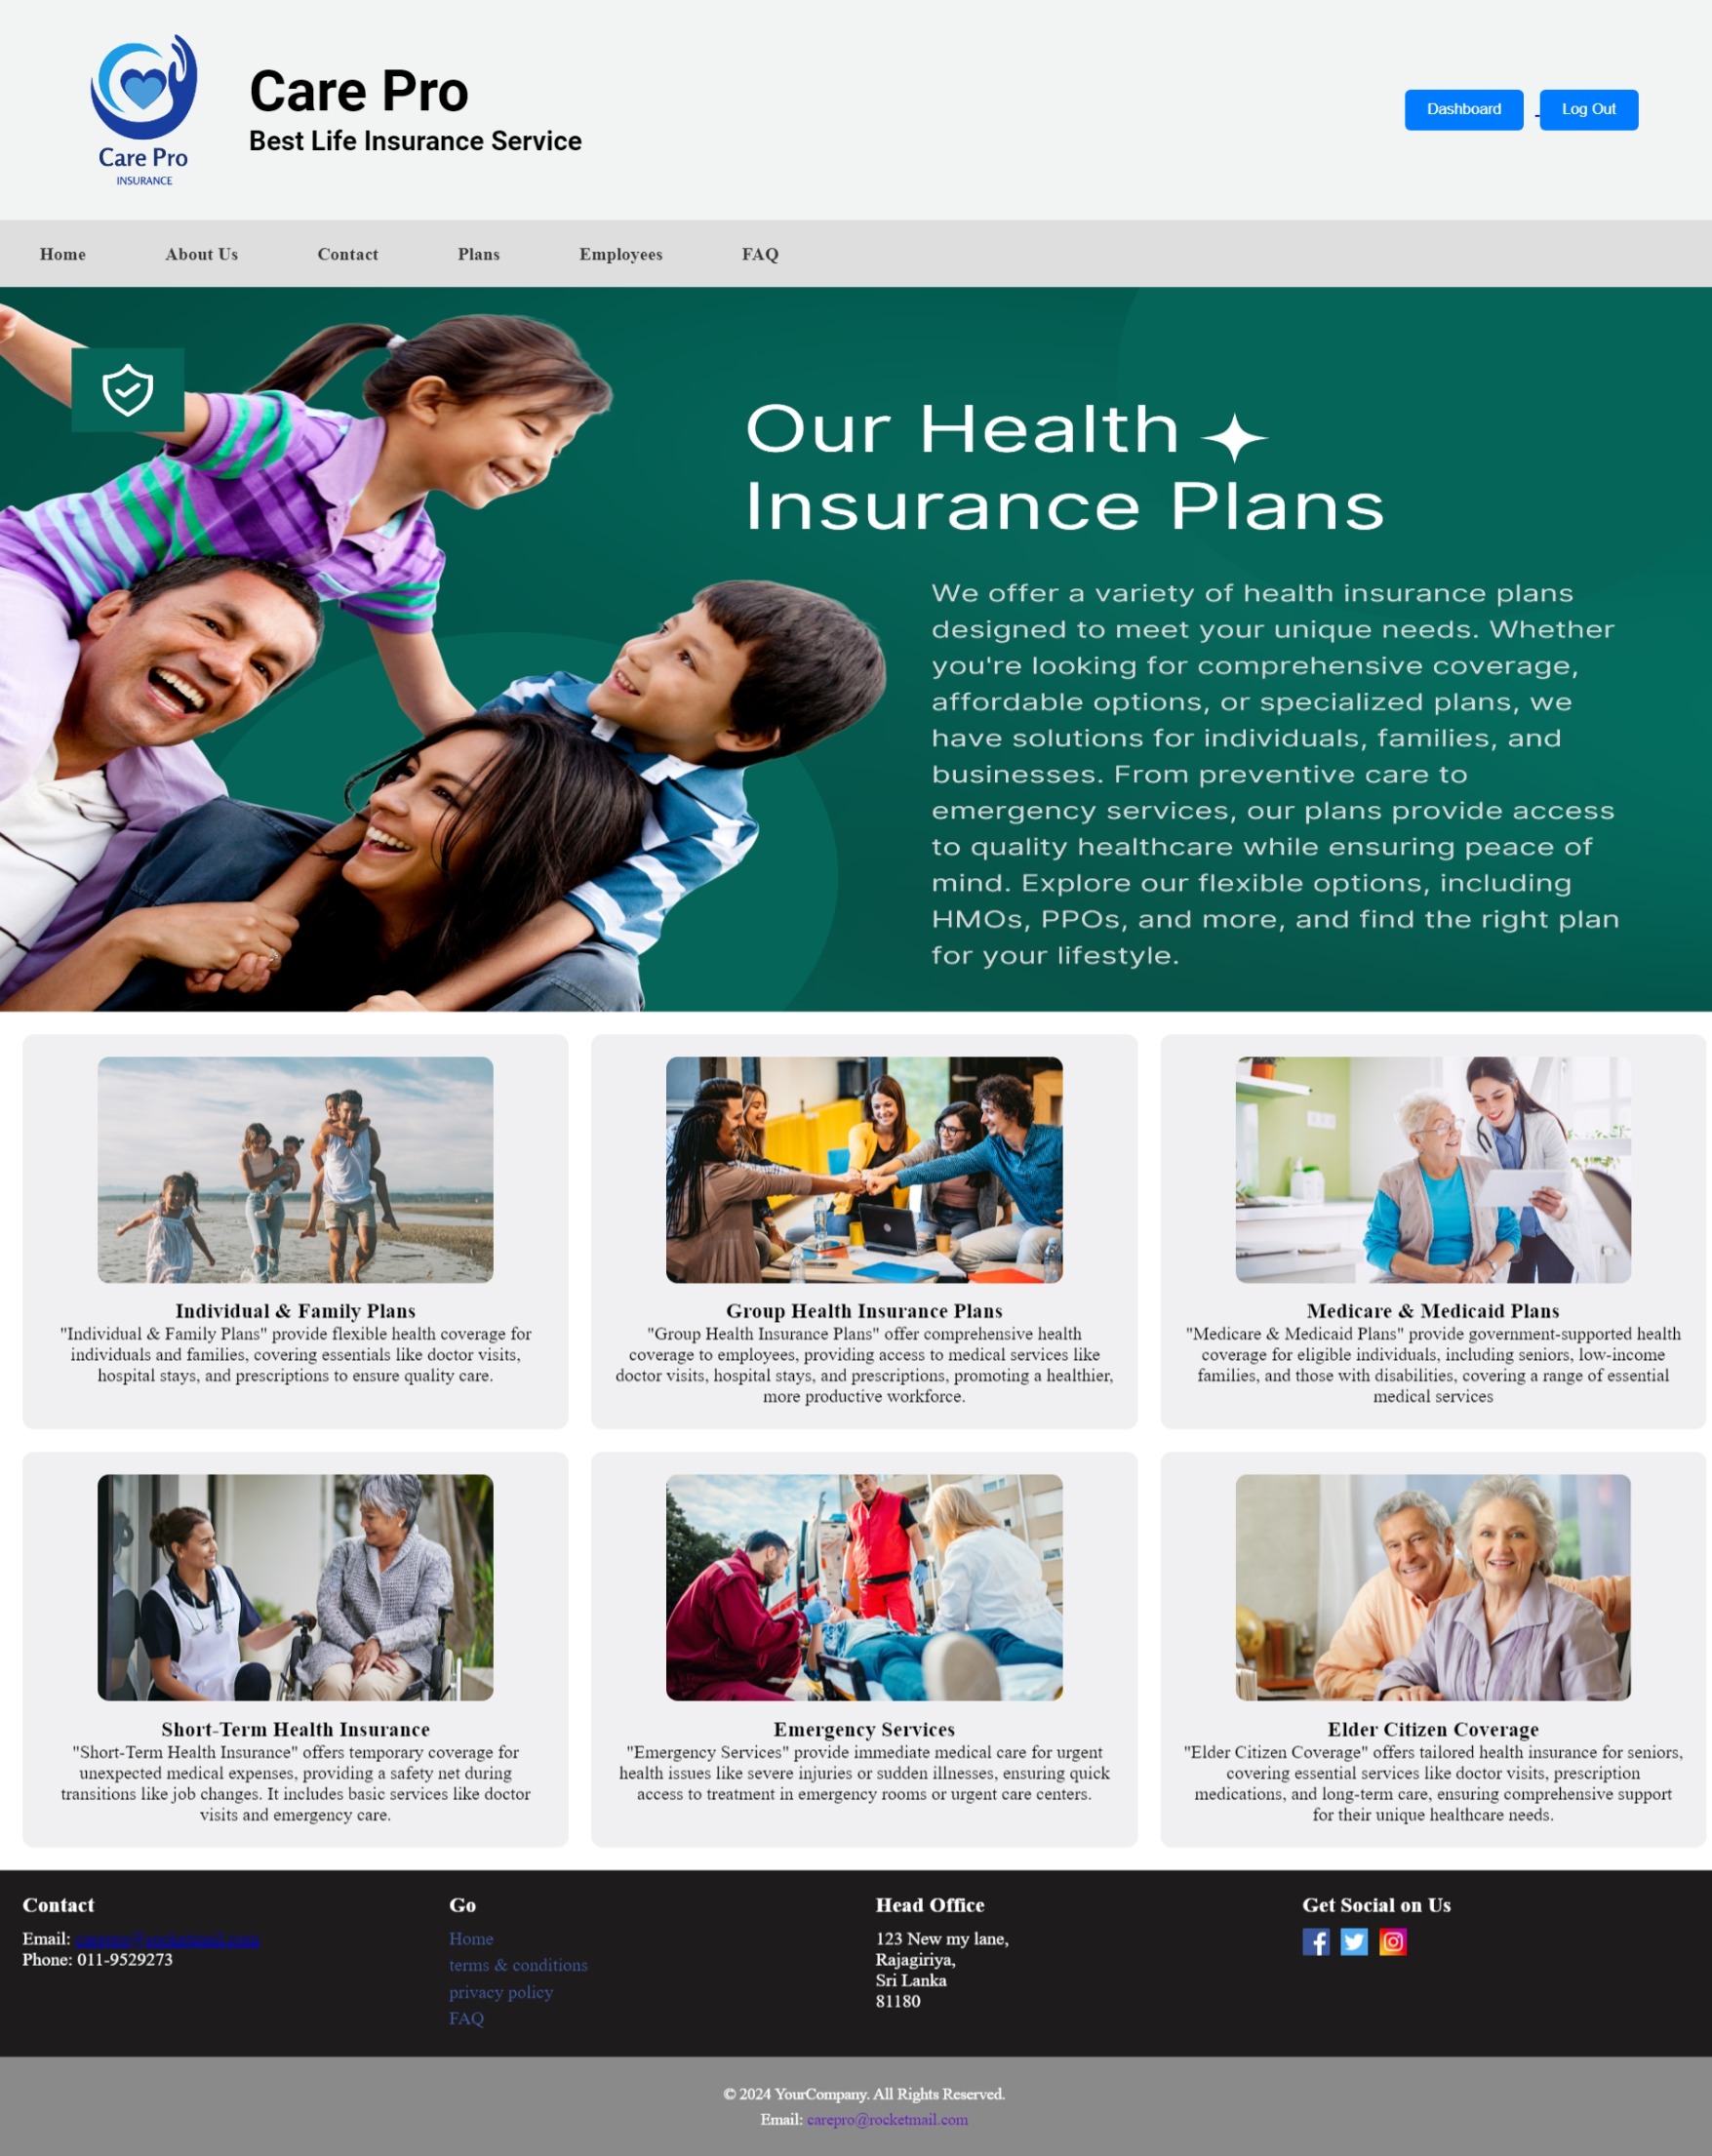 Care Pro
INSURANCE
Care Pro
Best Life Insurance Service
Dashboard
Log Out
Home
About Us
Contact
Plans
Employees
FAQ
Our Health
Insurance Plans
We offer a variety of health insurance plans
designed to meet your unique needs. Whether
you're looking for comprehensive coverage,
affordable options, or specialized plans, we
have solutions for individuals, families, and
businesses. From preventive care to
emergency services, our plans provide access
to quality healthcare while ensuring peace of
mind. Explore our flexible options, including
HMOs, PPOs, and more, and find the right plan
for your lifestyle.
Individual & Family Plans
"Individual & Family Plans" provide flexible health coverage for
individuals and families, covering essentials like doctor visits,
hospital stays, and prescriptions to ensure quality care.
Group Health Insurance Plans
"Group Health Insurance Plans" offer comprehensive health
coverage to employees, providing access to medical services like
doctor visits, hospital stays, and prescriptions, promoting a healthier,
more productive workforce.
Medicare & Medicaid Plans
"Medicare & Medicaid Plans" provide government-supported health
coverage for eligible individuals, including seniors, low-income
families, and those with disabilities, covering a range of essential
medical services
Short-Term Health Insurance
"Short-Term Health Insurance" offers temporary coverage for
unexpected medical expenses, providing a safety net during
transitions like job changes. It includes basic services like doctor
visits and emergency care.
Emergency Services
"Emergency Services" provide immediate medical care for urgent
health issues like severe injuries or sudden illnesses, ensuring quick
access to treatment in emergency rooms or urgent care centers.
Elder Citizen Coverage
"Elder Citizen Coverage" offers tailored health insurance for seniors,
covering essential services like doctor visits, prescription
medications, and long-term care, ensuring comprehensive support
for their unique healthcare needs.
Contact
Email: carepro@rocketmail.com
Phone: 011-9529273
Go
Home
terms & conditions
privacy policy
FAQ
Head Office
123 New my lane,
Rajagiriya,
Sri Lanka
81180
Get Social on Us
© 2024 YourCompany. All Rights Reserved.
Email: carepro@rocketmail.com